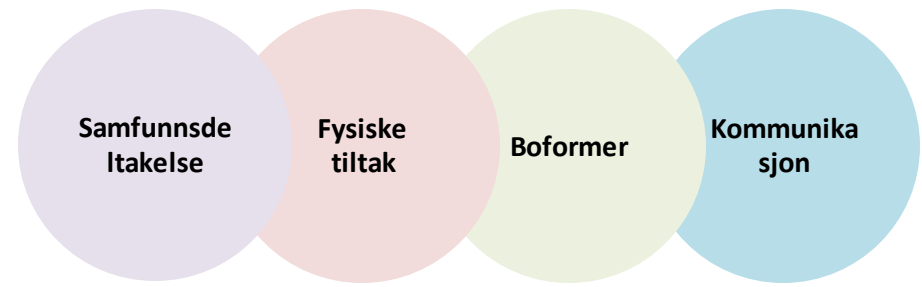 Samfunnsde
ltakelse
Fysiske
tiltak
Boformer
Kommunika
sjon